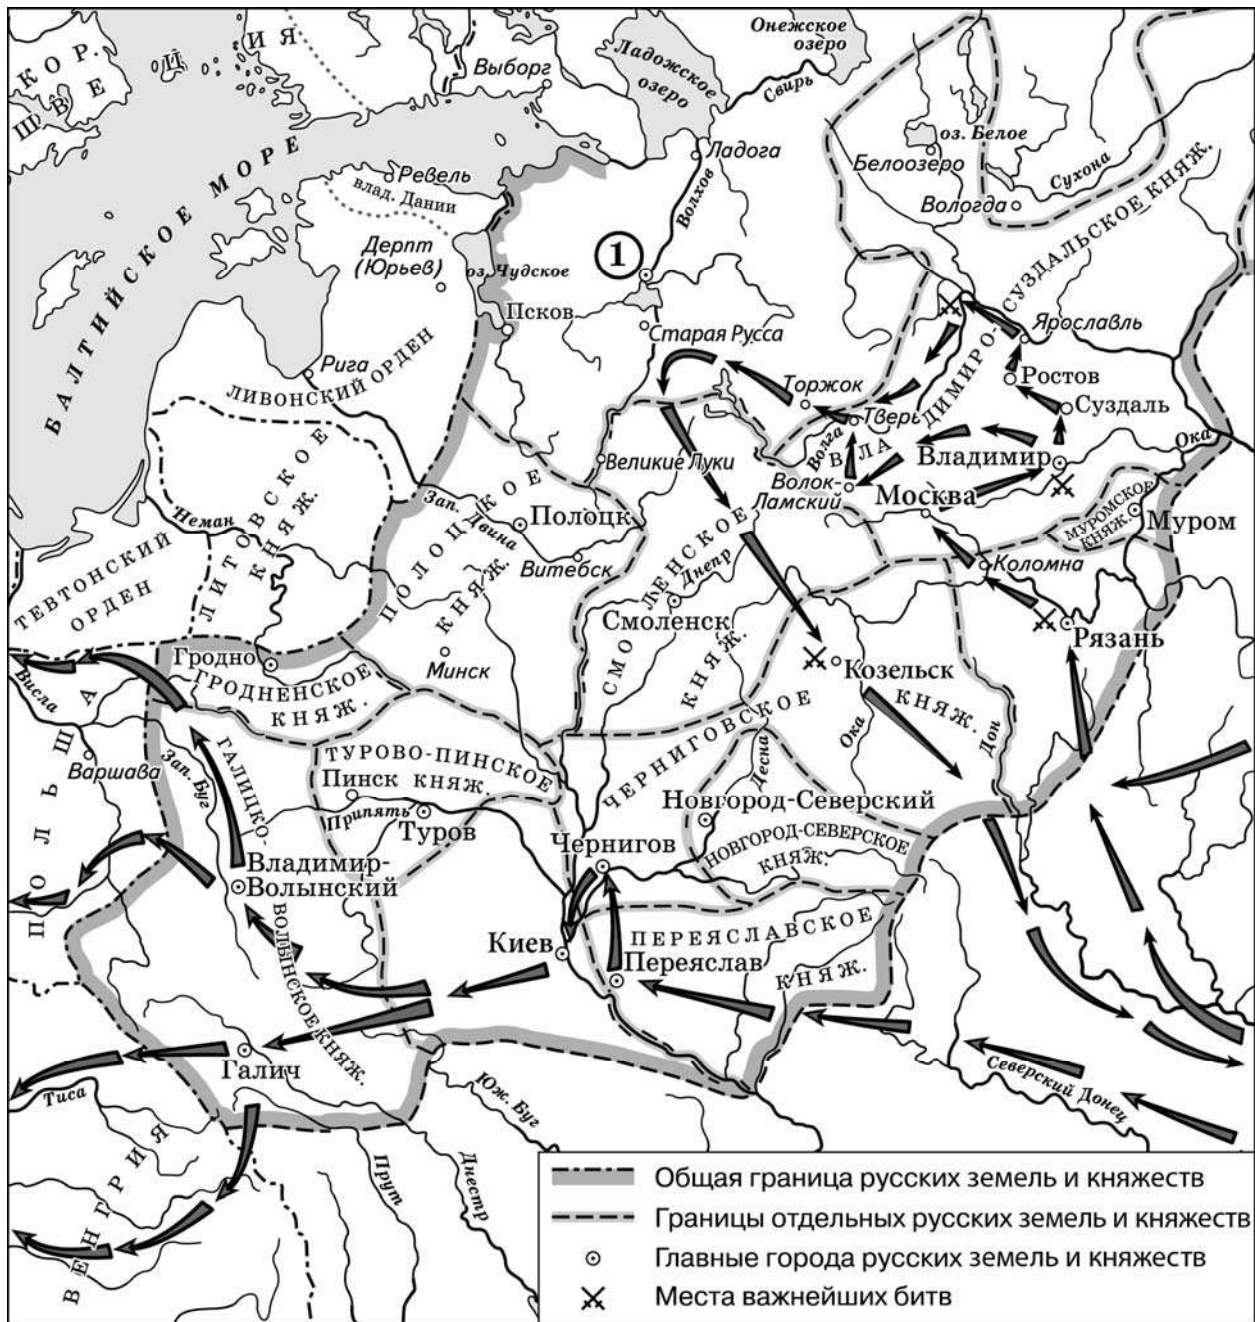 КОР.
ШВЕ
ЦИЯ
Выборг
Ладожское
озеро
Онежское
озеро
Свирь
БАЛТИЙСКОЕ МОРЕ
Ревель
влад. Дании
Ладога
Волхов
оз. Белое
Белоозеро
Вологда
Сухона
Дерпт
(Юрьев)
оз. Чудское
1
Псков
Старая Русса
ВЛАДИМИРО-СУЗДАЛЬСКОЕ КНЯЖ.
Ярославль
Рига
ЛИВОНСКИЙ ОРДЕН
Торжок
Тверь
Ростов
Суздаль
Волга
Владимир
Ока
Великие Луки
Волок-
Ламский
Москва
МУРОМСКОЕ
КНЯЖ.
Муром
Неман
ЛИТОВСКОЕ
КНЯЖ.
Зап. Двина
Полоцк
ПОЛОЦКОЕ
КНЯЖ.
Витебск
ТЕВТОНСКИЙ
ОРДЕН
СМОЛЕНСКОЕ
КНЯЖ.
Днепр
Смоленск
Коломна
Рязань
Гродно
ГРОДНЕНСКОЕ
КНЯЖ.
Минск
Козельск
Висла
Варшава
ПОЛЬША
Зап. Буг
ГАЛИЦКО-
ВОЛЫНСКОЕ КНЯЖ.
ТУРОВО-ПИНСКОЕ
КНЯЖ.
Пинск
Припять
Туров
ЧЕРНИГОВСКОЕ
КНЯЖ.
Ока
Дон
Десна
Новгород-Северский
НОВГОРОД-СЕВЕРСКОЕ
КНЯЖ.
Чернигов
Владимир-
Волынский
Киев
ПЕРЕЯСЛАВСКОЕ
КНЯЖ.
Переяслав
Галич
Тиса
ВЕНГРИЯ
Юж. Буг
Прут
Днестр
Северский Донец
Общая граница русских земель и княжеств
Границы отдельных русских земель и княжеств
Главные города русских земель и княжеств
Места важнейших битв